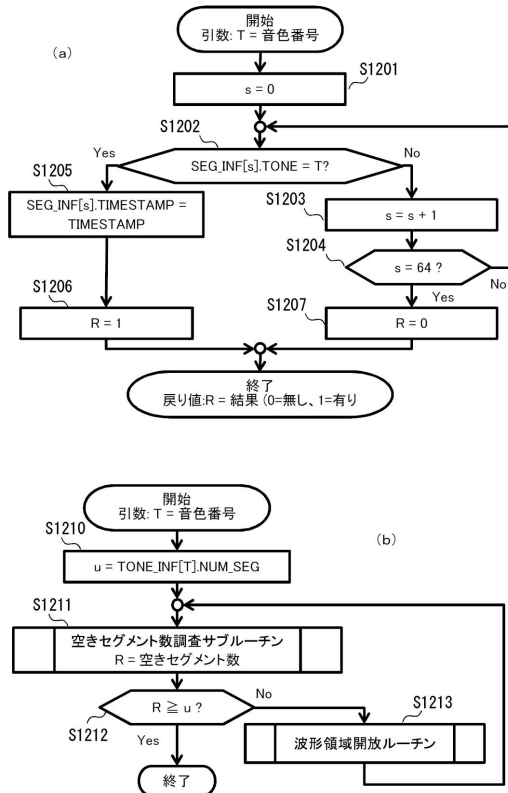 開始
引数: T = 音色番号
(a)
S1201
s = 0
S1202
Yes
SEG_INF[s].TONE = T?
No
S1205
SEG_INF[s].TIMESTAMP =
TIMESTAMP
S1203
s = s + 1
S1204
s = 64 ?
No
Yes
S1206
R = 1
S1207
R = 0
終了
戻り値:R = 結果 (0=無し、1=有り
開始
引数: T = 音色番号
(b)
S1210
u = TONE_INF[T].NUM_SEG
S1211
空きセグメント数調査サブルーチン
R = 空きセグメント数
R ≧ u ?
No
S1212
Yes
S1213
波形領域開放ルーチン
終了